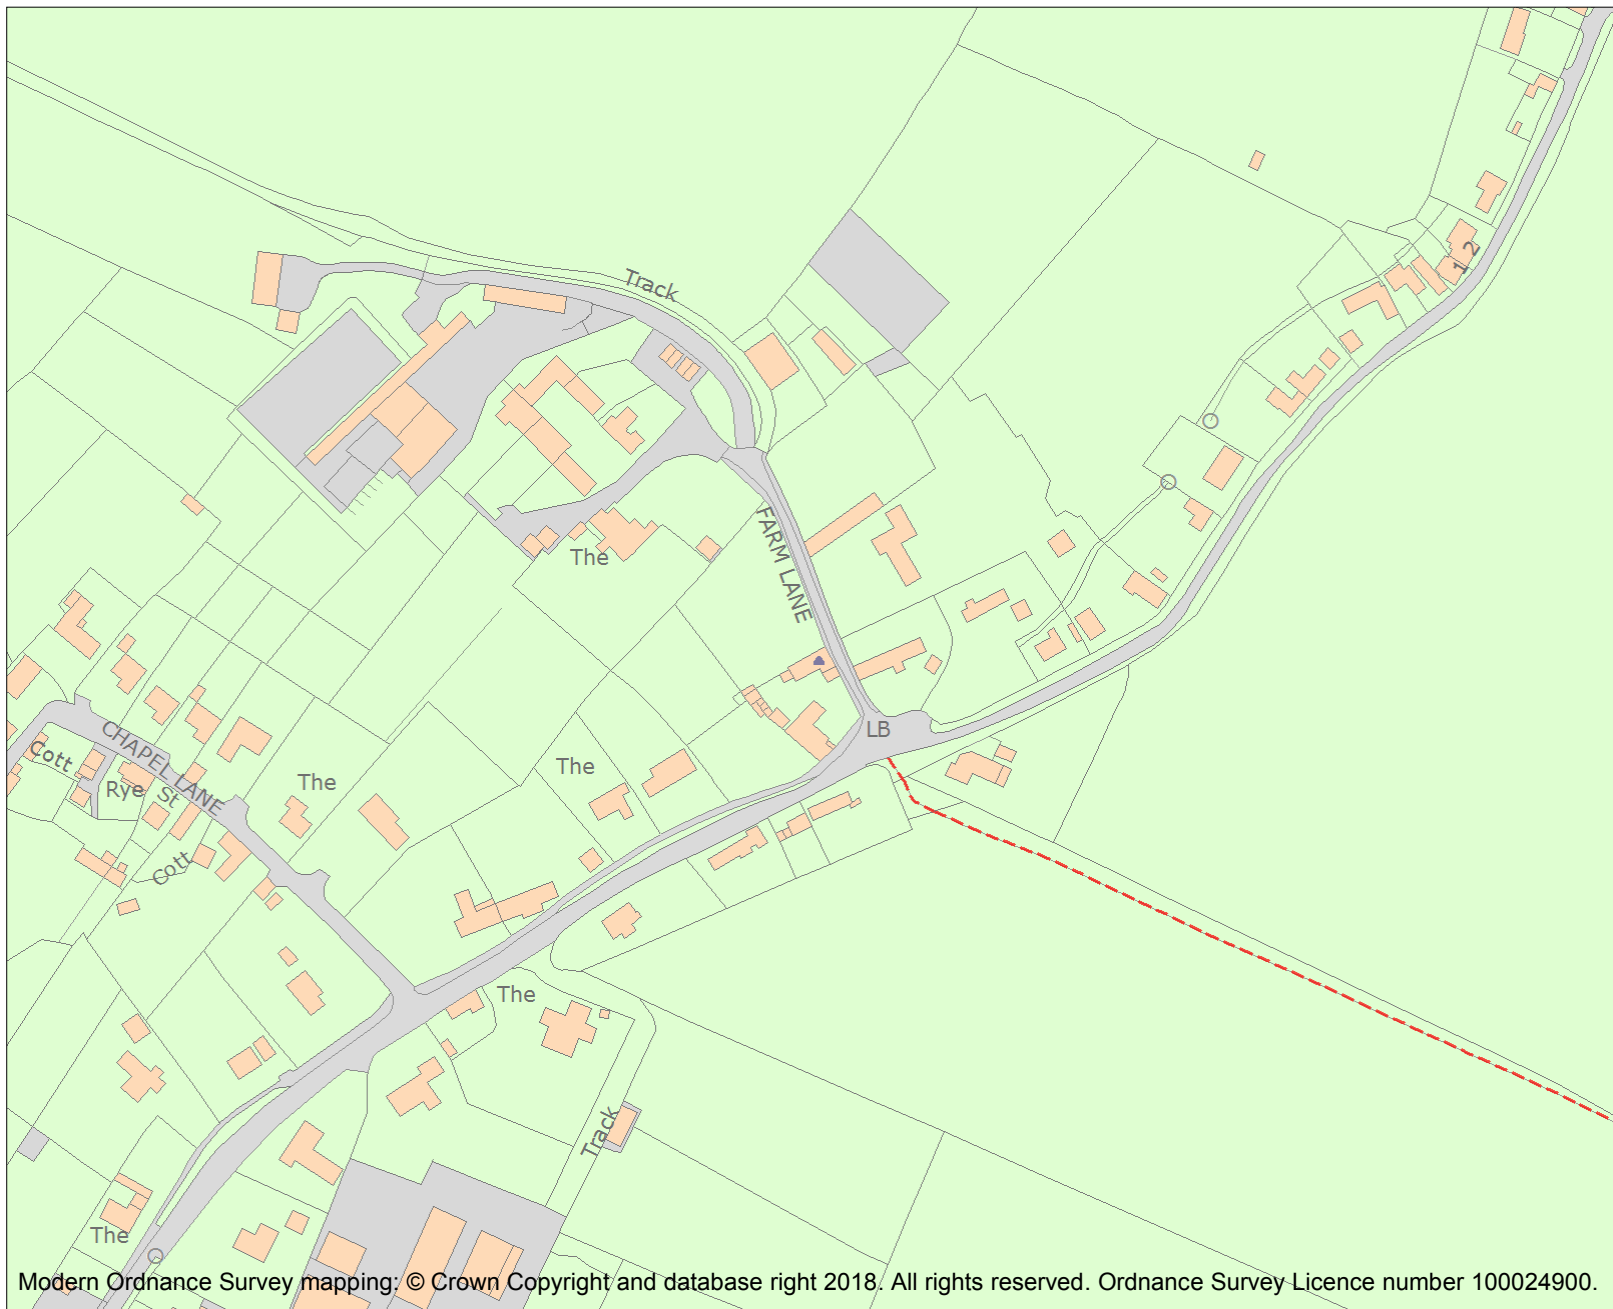 Track
1 2
FARM LANE
The
LB
CHAPEL LANE
Cott
Rye
St
The
The
Cott
The
Track
The
Modern Ordnance Survey mapping: © Crown Copyright and database right 2018. All rights reserved. Ordnance Survey Licence number 100024900.